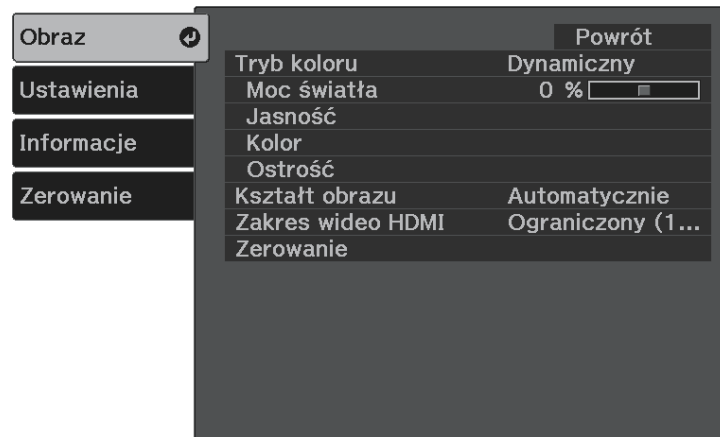 Obraz
Ustawienia
Informacje
Zerowanie
Powrót
Tryb koloru Dynamiczny
Moc światła 0 %
Jasność
Kolor
Ostrość
Kształt obrazu Automatycznie
Zakres wideo HDMI Ograniczony (1...
Zerowanie